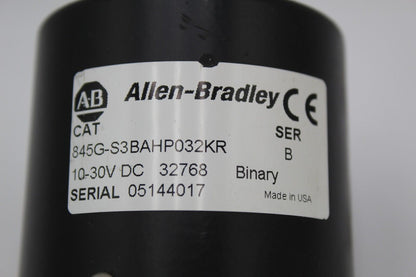 AB Allen-Bradley CE
CAT SER
845G-S3BAHP032KR B
10-30V DC 32768 Binary
SERIAL 05144017 Made in USA